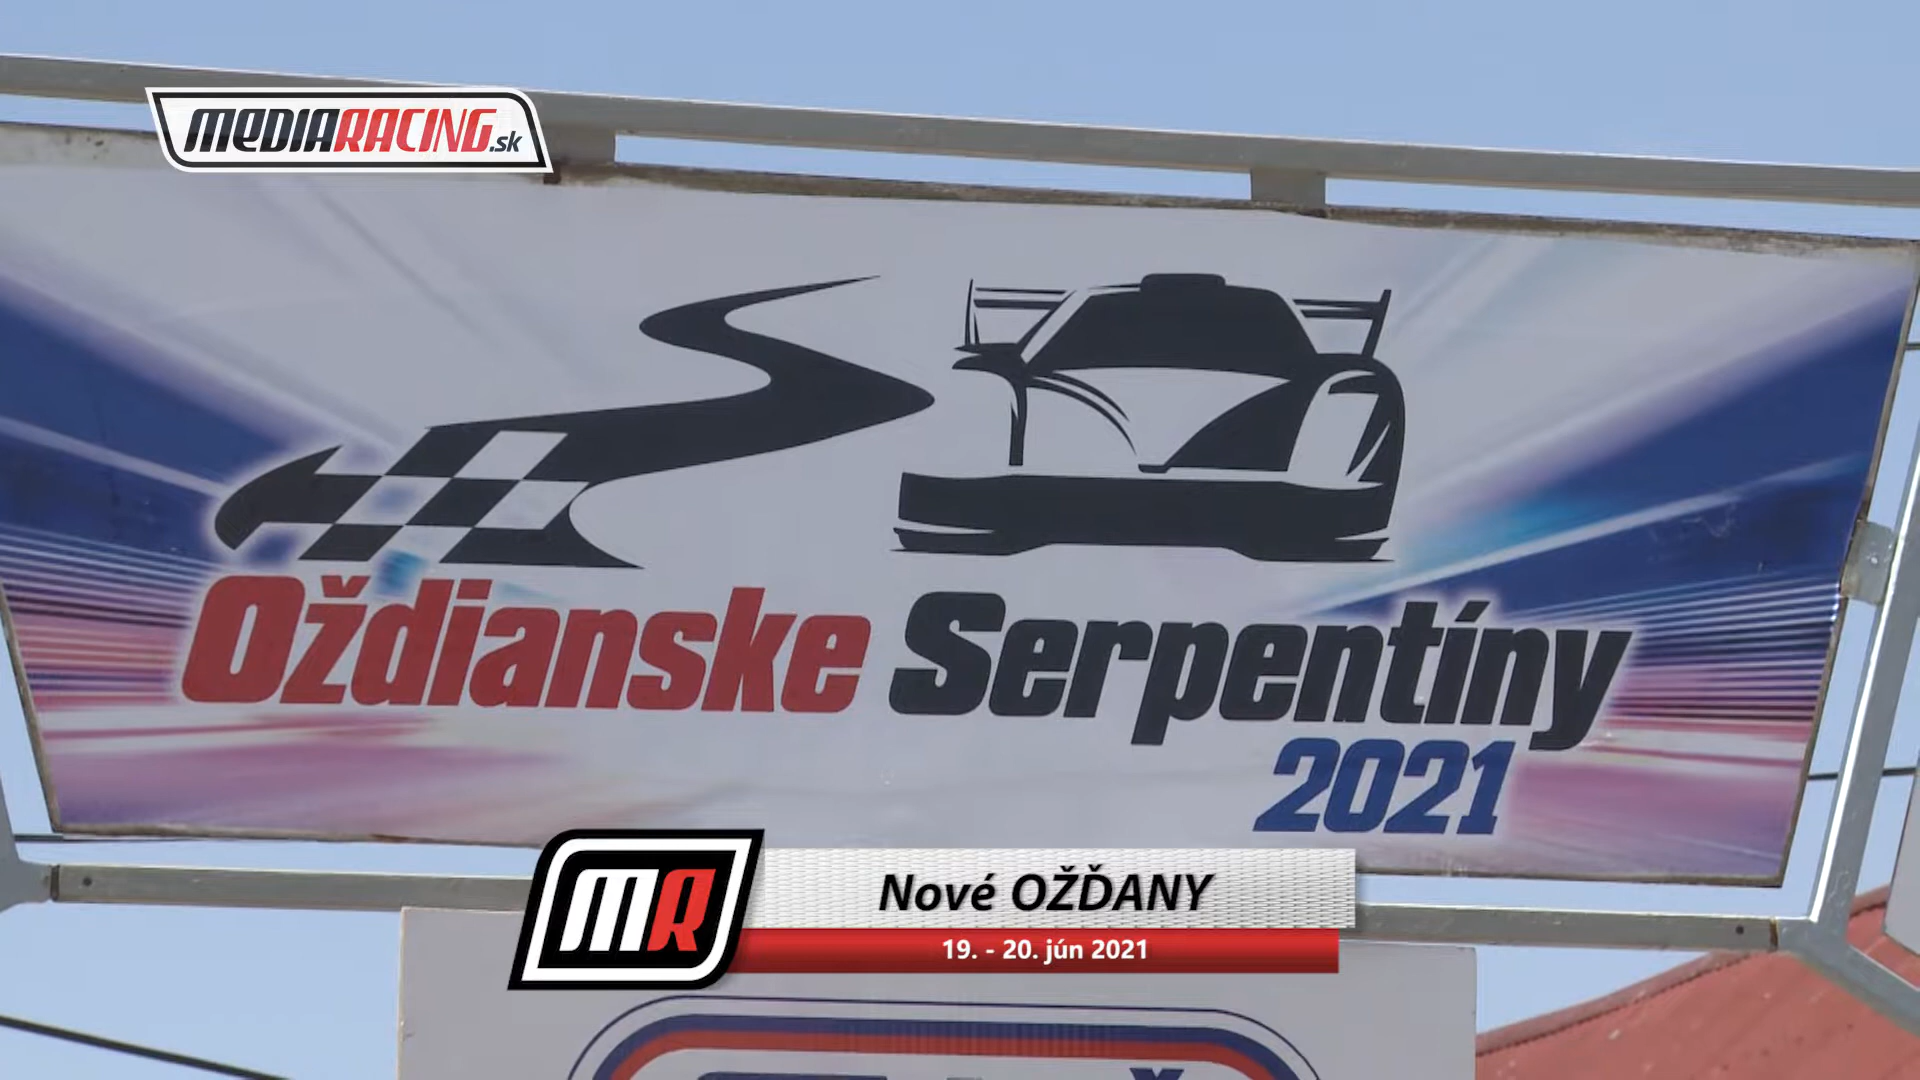 MEDIARACING.sk
Oždianske Serpentíny
2021
MR
Nové OŽĎANY
19. - 20. jún 2021